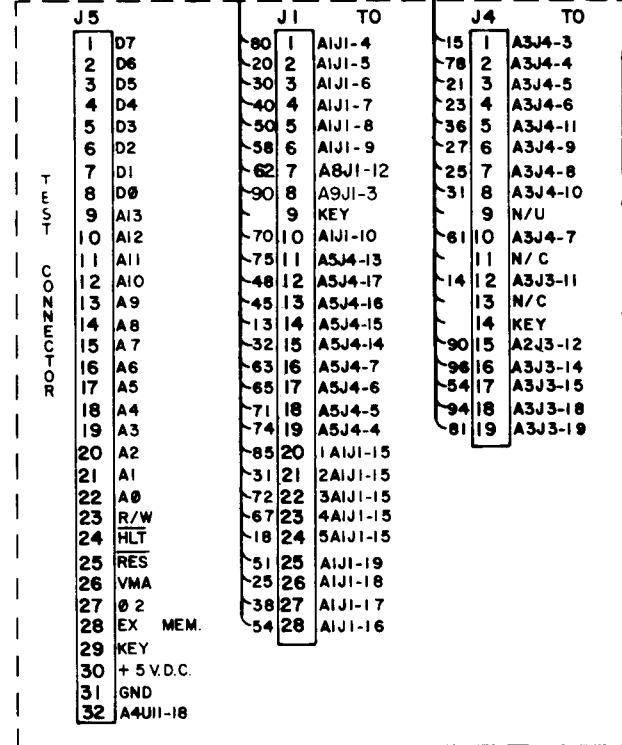 J5
1 D7
2 D6
3 D5
4 D4
5 D3
6 D2
7 D1
8 DØ
9 A13
10 A12
11 A11
12 A10
13 A9
14 A8
15 A7
16 A6
17 A5
18 A4
19 A3
20 A2
21 A1
22 AØ
23 R/W
24 H̅L̅T̅
25 R̅E̅S̅
26 VMA
27 Ø2
28 EX MEM.
29 KEY
30 +5 V.D.C.
31 GND
32 A4U11-18
TEST CONNECTOR
J1 TO
80 1 A1J1-4
20 2 A1J1-5
30 3 A1J1-6
40 4 A1J1-7
50 5 A1J1-8
58 6 A1J1-9
62 7 A8J1-12
90 8 A9J1-3
9 KEY
70 10 A1J1-10
75 11 A5J4-13
48 12 A5J4-17
45 13 A5J4-16
13 14 A5J4-15
32 15 A5J4-14
63 16 A5J4-7
65 17 A5J4-6
71 18 A5J4-5
74 19 A5J4-4
85 20 1A1J1-15
31 21 2A1J1-15
72 22 3A1J1-15
67 23 4A1J1-15
18 24 5A1J1-15
51 25 A1J1-19
25 26 A1J1-18
38 27 A1J1-17
54 28 A1J1-16
J4 TO
15 1 A3J4-3
78 2 A3J4-4
21 3 A3J4-5
23 4 A3J4-6
36 5 A3J4-11
27 6 A3J4-9
25 7 A3J4-8
31 8 A3J4-10
9 N/U
61 10 A3J4-7
11 N/C
14 12 A3J3-11
13 N/C
14 KEY
90 15 A2J3-12
96 16 A3J3-14
54 17 A3J3-15
94 18 A3J3-18
81 19 A3J3-19